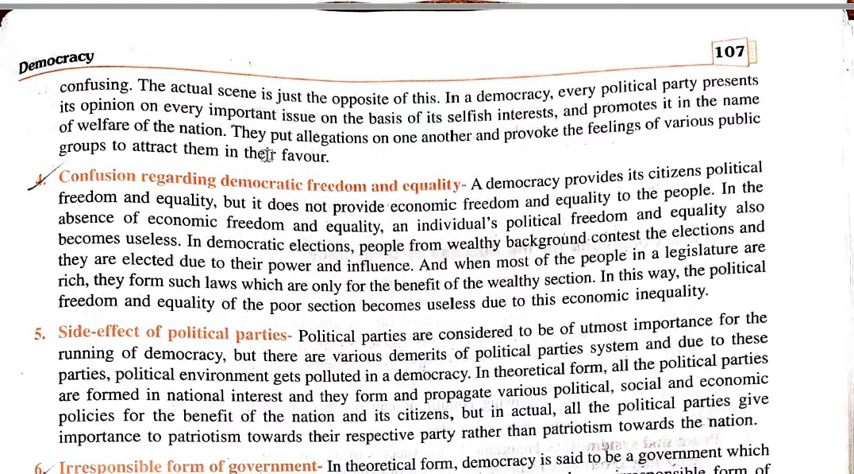 Democracy
107
confusing. The actual scene is just the opposite of this. In a democracy, every political party presents
its opinion on every important issue on the basis of its selfish interests, and promotes it in the name
of welfare of the nation. They put allegations on one another and provoke the feelings of various public
groups to attract them in their favour.
4. Confusion regarding democratic freedom and equality- A democracy provides its citizens political
freedom and equality, but it does not provide economic freedom and equality to the people. In the
absence of economic freedom and equality, an individual's political freedom and equality also
becomes useless. In democratic elections, people from wealthy background contest the elections and
they are elected due to their power and influence. And when most of the people in a legislature are
rich, they form such laws which are only for the benefit of the wealthy section. In this way, the political
freedom and equality of the poor section becomes useless due to this economic inequality.
5. Side-effect of political parties- Political parties are considered to be of utmost importance for the
running of democracy, but there are various demerits of political parties system and due to these
parties, political environment gets polluted in a democracy. In theoretical form, all the political parties
are formed in national interest and they form and propagate various political, social and economic
policies for the benefit of the nation and its citizens, but in actual, all the political parties give
importance to patriotism towards their respective party rather than patriotism towards the nation.
6. Irresponsible form of government- In theoretical form, democracy is said to be a government which
form of